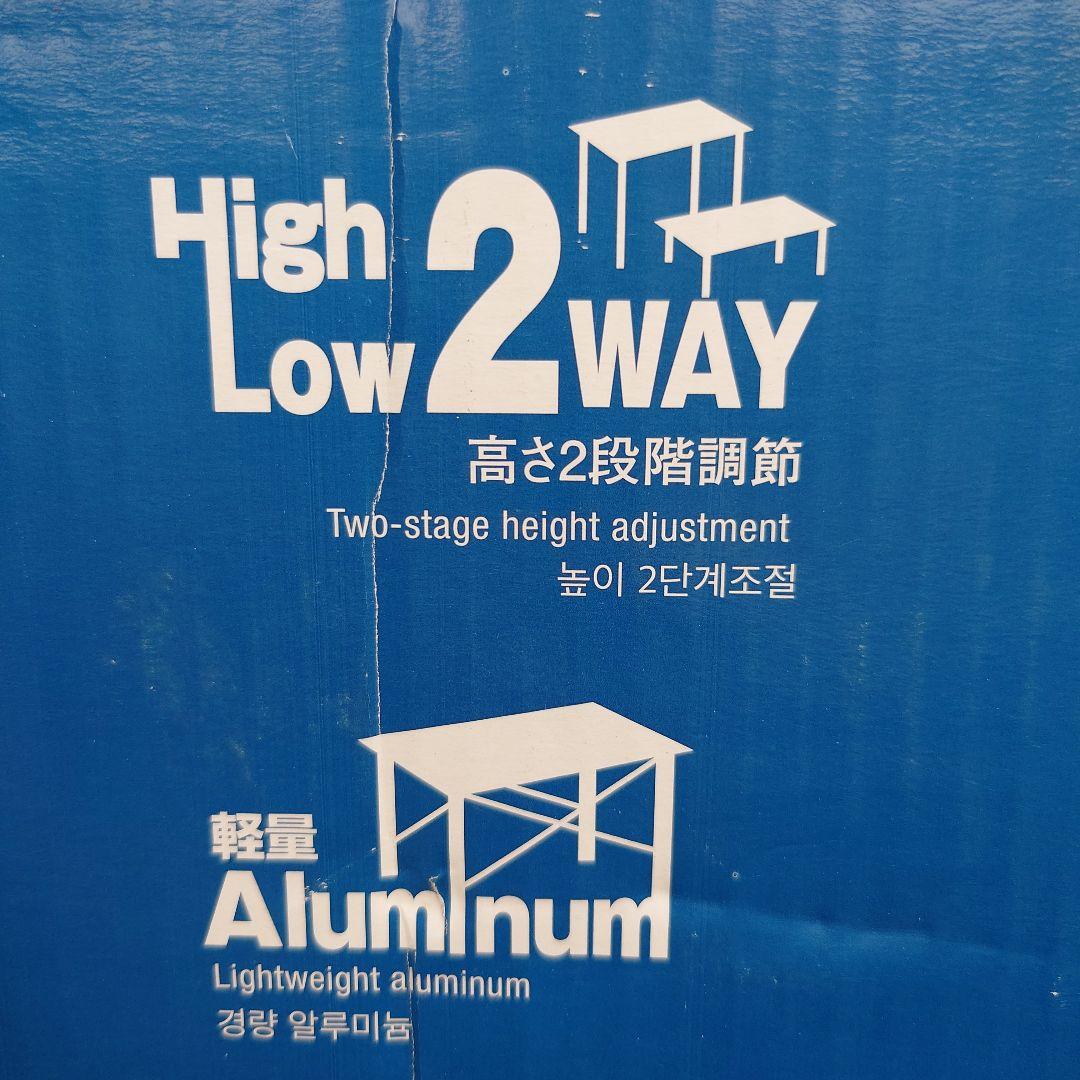 High
Low 2 WAY
高さ2段階調節
Two-stage height adjustment
높이 2단계조절
軽量
Aluminum
Lightweight aluminum
경량 알루미늄